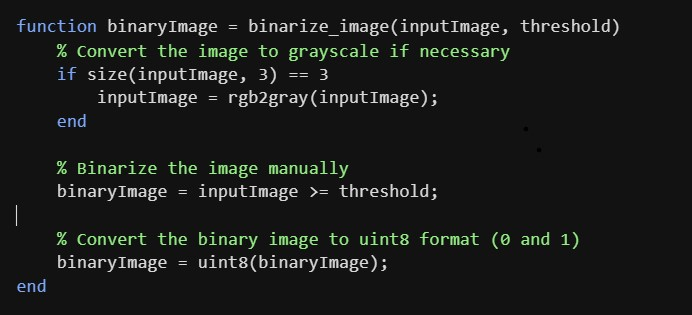 function binaryImage = binarize_image(inputImage, threshold)
    % Convert the image to grayscale if necessary
    if size(inputImage, 3) == 3
        inputImage = rgb2gray(inputImage);
    end

    % Binarize the image manually
    binaryImage = inputImage >= threshold;

    % Convert the binary image to uint8 format (0 and 1)
    binaryImage = uint8(binaryImage);
end